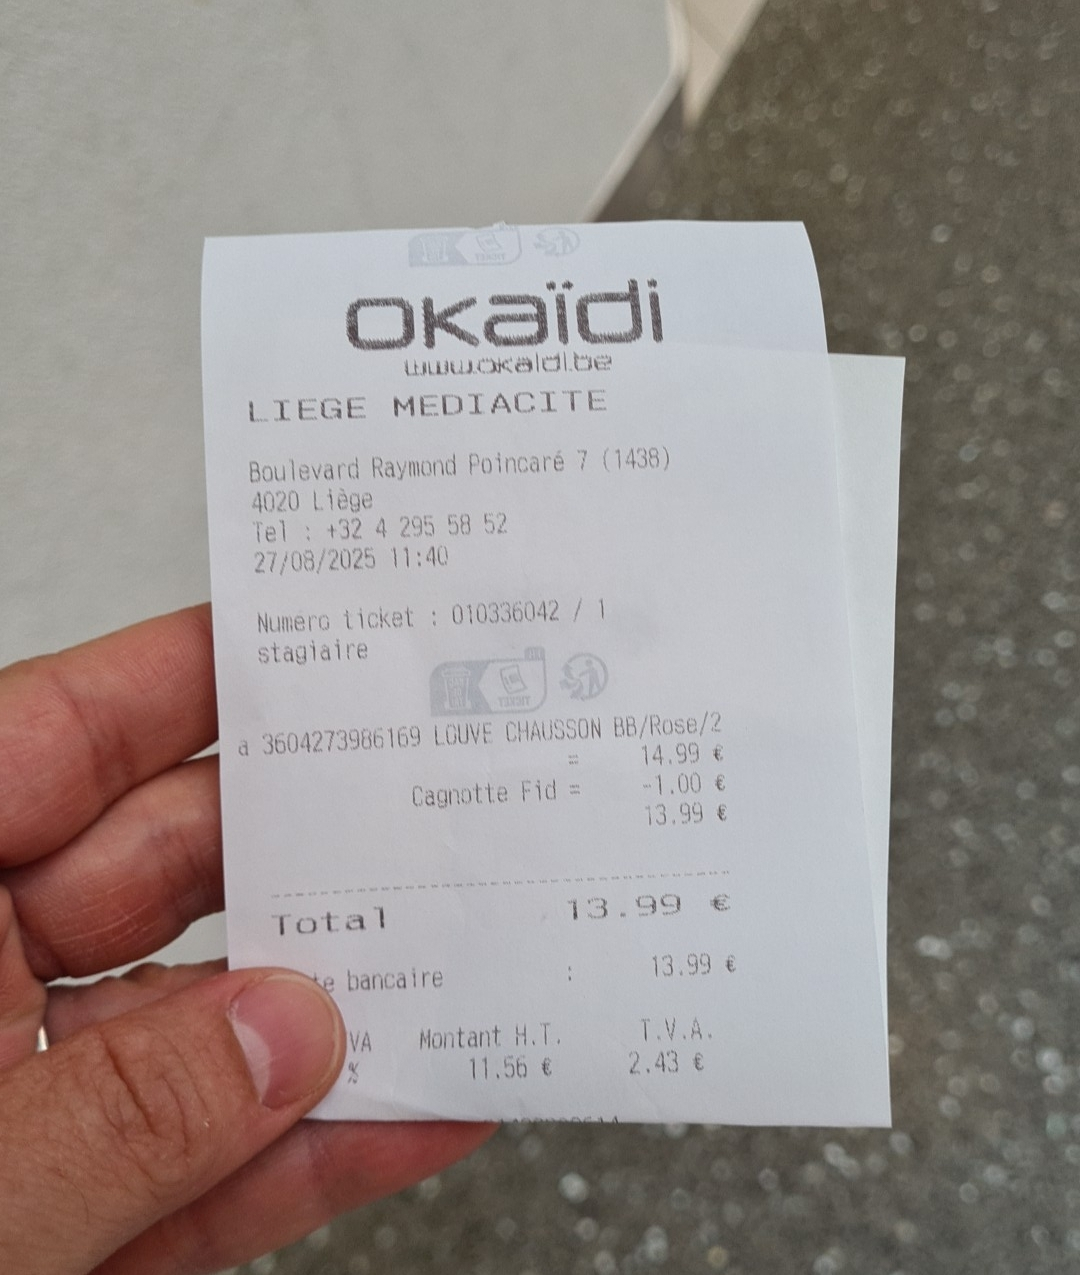 okaïdi
www.okaidi.be
LIEGE MEDIACITE
Boulevard Raymond Poincaré 7 (1438)
4020 Liège
Tel : +32 4 295 58 52
27/08/2025 11:40
Numéro ticket : 010336042 / 1
stagiaire
a 3604273986169 LOUVE CHAUSSON BB/Rose/2
= 14.99 €
Cagnotte Fid = -1.00 €
13.99 €
Total 13.99 €
te bancaire : 13.99 €
VA Montant H.T. T.V.A.
% 11.56 € 2.43 €